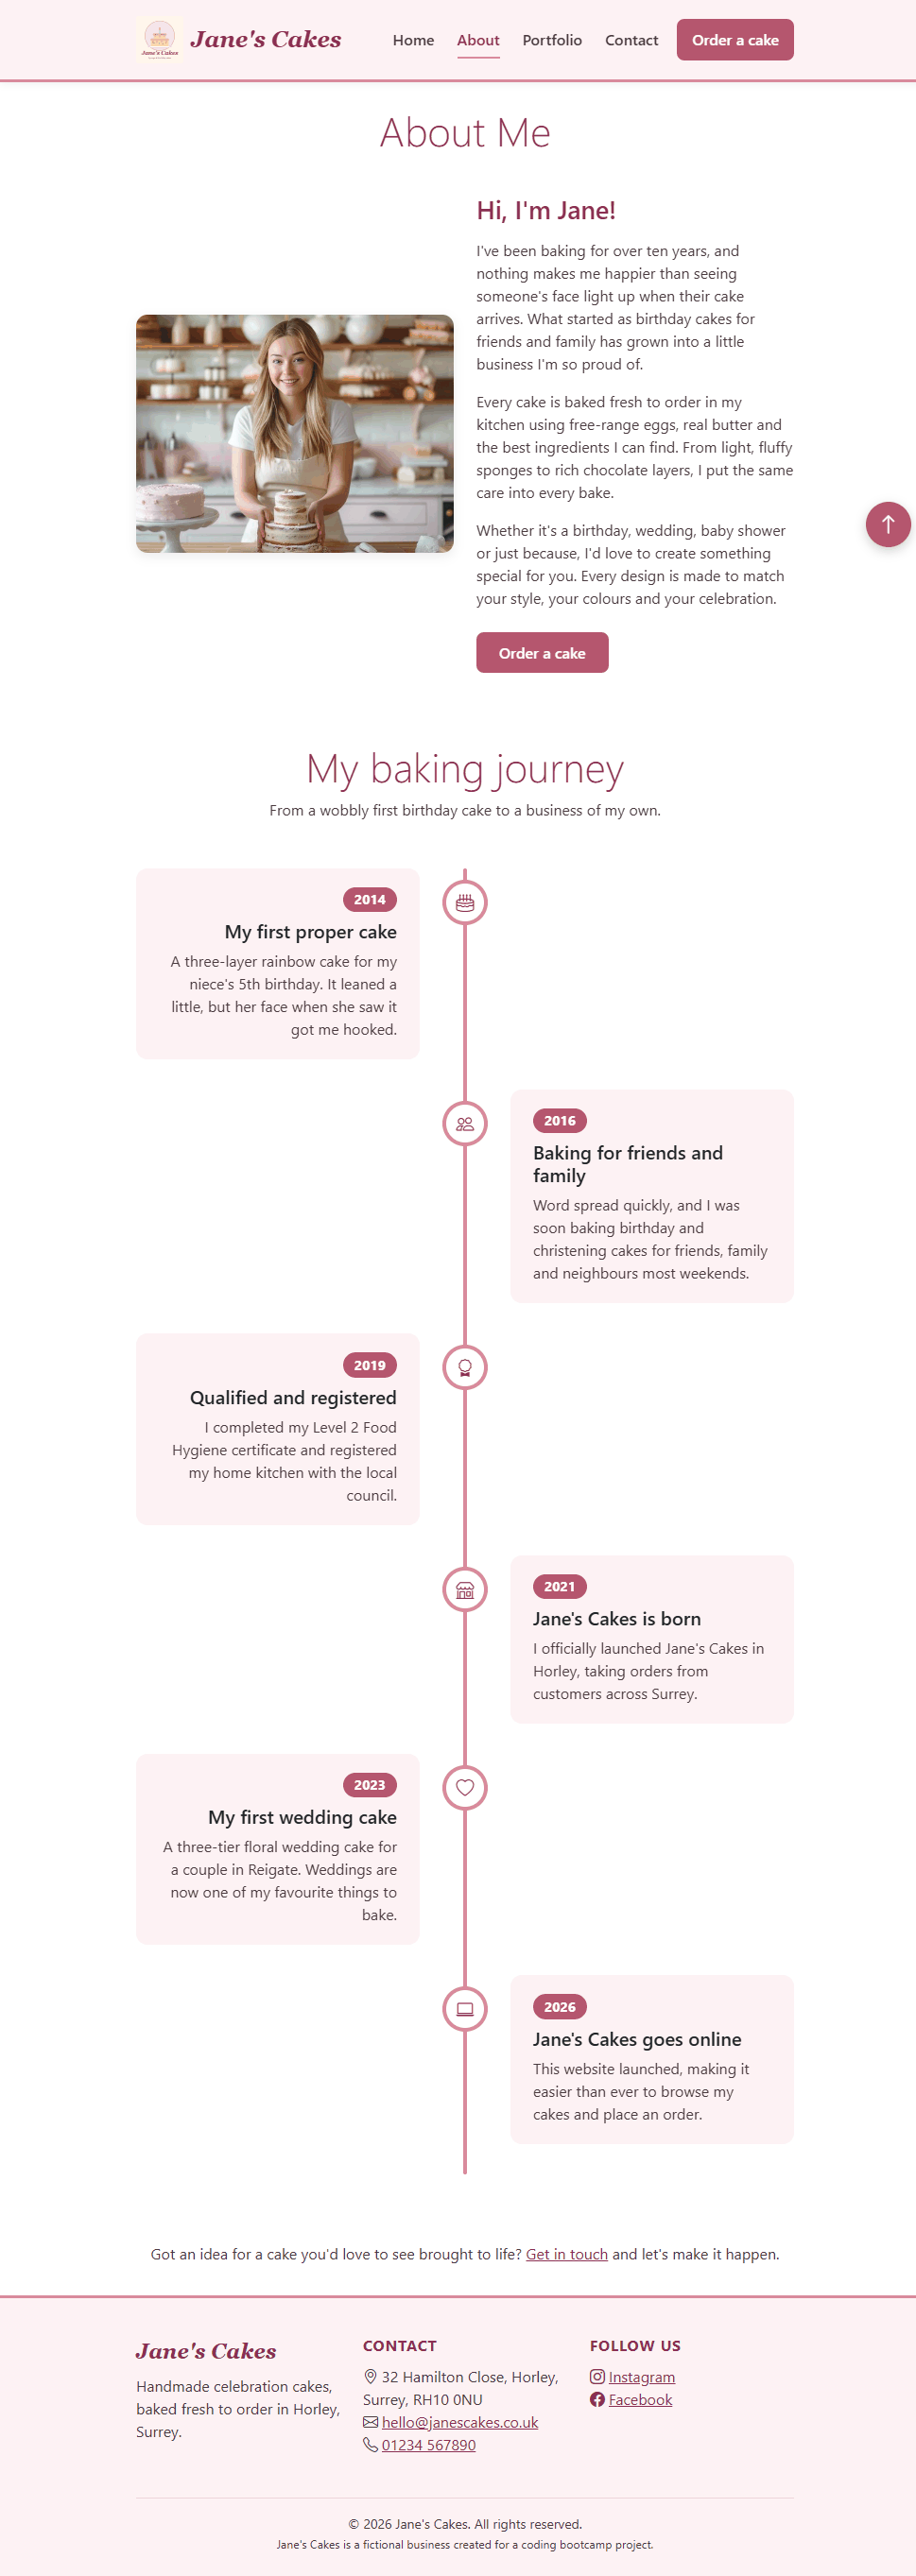 Jane's Cakes
Jane's Cakes
Home
About
Portfolio
Contact
Order a cake
About Me
Hi, I'm Jane!
I've been baking for over ten years, and
nothing makes me happier than seeing
someone's face light up when their cake
arrives. What started as birthday cakes for
friends and family has grown into a little
business I'm so proud of.
Every cake is baked fresh to order in my
kitchen using free-range eggs, real butter and
the best ingredients I can find. From light, fluffy
sponges to rich chocolate layers, I put the same
care into every bake.
Whether it's a birthday, wedding, baby shower
or just because, I'd love to create something
special for you. Every design is made to match
your style, your colours and your celebration.
Order a cake
My baking journey
From a wobbly first birthday cake to a business of my own.
2014
My first proper cake
A three-layer rainbow cake for my
niece's 5th birthday. It leaned a
little, but her face when she saw it
got me hooked.
2016
Baking for friends and
family
Word spread quickly, and I was
soon baking birthday and
christening cakes for friends, family
and neighbours most weekends.
2019
Qualified and registered
I completed my Level 2 Food
Hygiene certificate and registered
my home kitchen with the local
council.
2021
Jane's Cakes is born
I officially launched Jane's Cakes in
Horley, taking orders from
customers across Surrey.
2023
My first wedding cake
A three-tier floral wedding cake for
a couple in Reigate. Weddings are
now one of my favourite things to
bake.
2026
Jane's Cakes goes online
This website launched, making it
easier than ever to browse my
cakes and place an order.
Got an idea for a cake you'd love to see brought to life? Get in touch and let's make it happen.
Jane's Cakes
Handmade celebration cakes,
baked fresh to order in Horley,
Surrey.
CONTACT
32 Hamilton Close, Horley,
Surrey, RH10 0NU
hello@janescakes.co.uk
01234 567890
FOLLOW US
Instagram
Facebook
© 2026 Jane's Cakes. All rights reserved.
Jane's Cakes is a fictional business created for a coding bootcamp project.